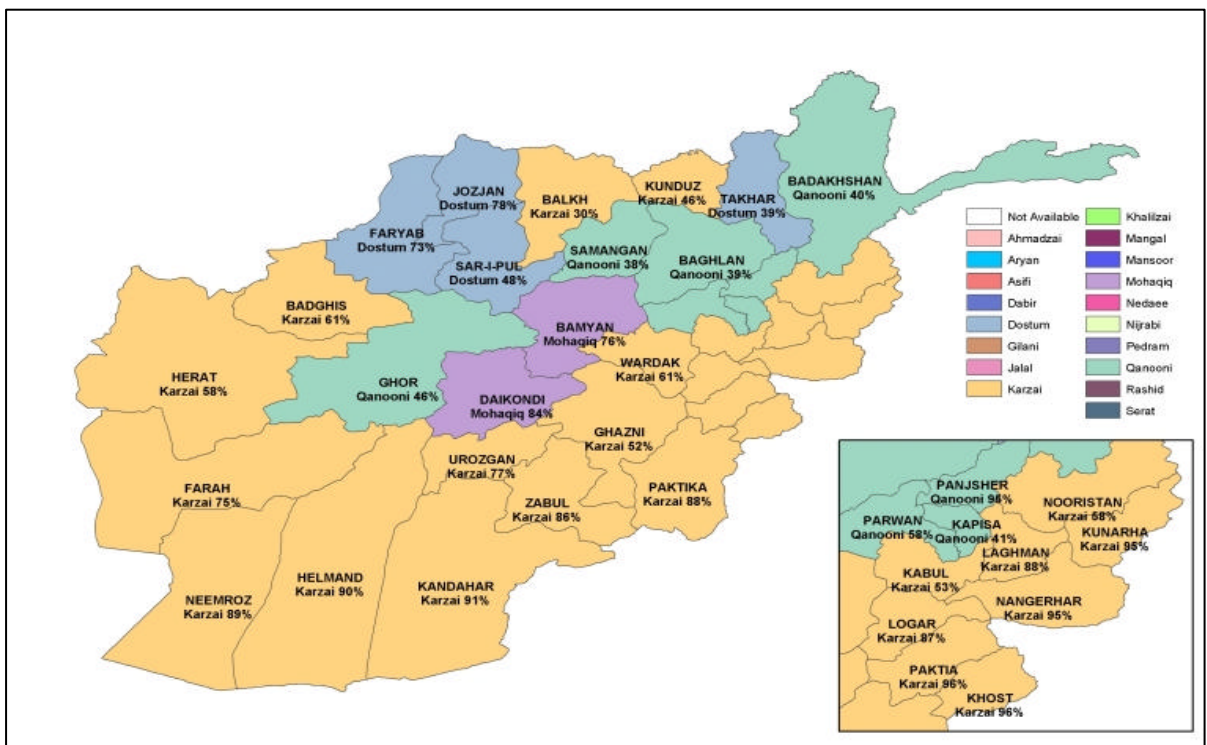 JOZJAN
Dostum 78%
BALKH
Karzai 30%
KUNDUZ
Karzai 46%
TAKHAR
Dostum 39%
BADAKHSHAN
Qanooni 40%
FARYAB
Dostum 73%
SAR-I-PUL
Dostum 48%
SAMANGAN
Qanooni 38%
BAGHLAN
Qanooni 39%
BADGHIS
Karzai 61%
BAMYAN
Mohaqiq 76%
WARDAK
Karzai 61%
HERAT
Karzai 58%
GHOR
Qanooni 46%
DAIKONDI
Mohaqiq 84%
GHAZNI
Karzai 52%
UROZGAN
Karzai 77%
PAKTIKA
Karzai 88%
FARAH
Karzai 75%
ZABUL
Karzai 86%
HELMAND
Karzai 90%
KANDAHAR
Karzai 91%
NEEMROZ
Karzai 89%
Not Available
Ahmadzai
Aryan
Asifi
Dabir
Dostum
Gilani
Jalal
Karzai
Khalilzai
Mangal
Mansoor
Mohaqiq
Nedaee
Nijrabi
Pedram
Qanooni
Rashid
Serat
PANJSHER
Qanooni 95%
NOORISTAN
Karzai 58%
PARWAN
Qanooni 58%
KAPISA
Qanooni 41%
KUNARHA
Karzai 95%
LAGHMAN
Karzai 88%
KABUL
Karzai 53%
NANGERHAR
Karzai 95%
LOGAR
Karzai 87%
PAKTIA
Karzai 96%
KHOST
Karzai 96%